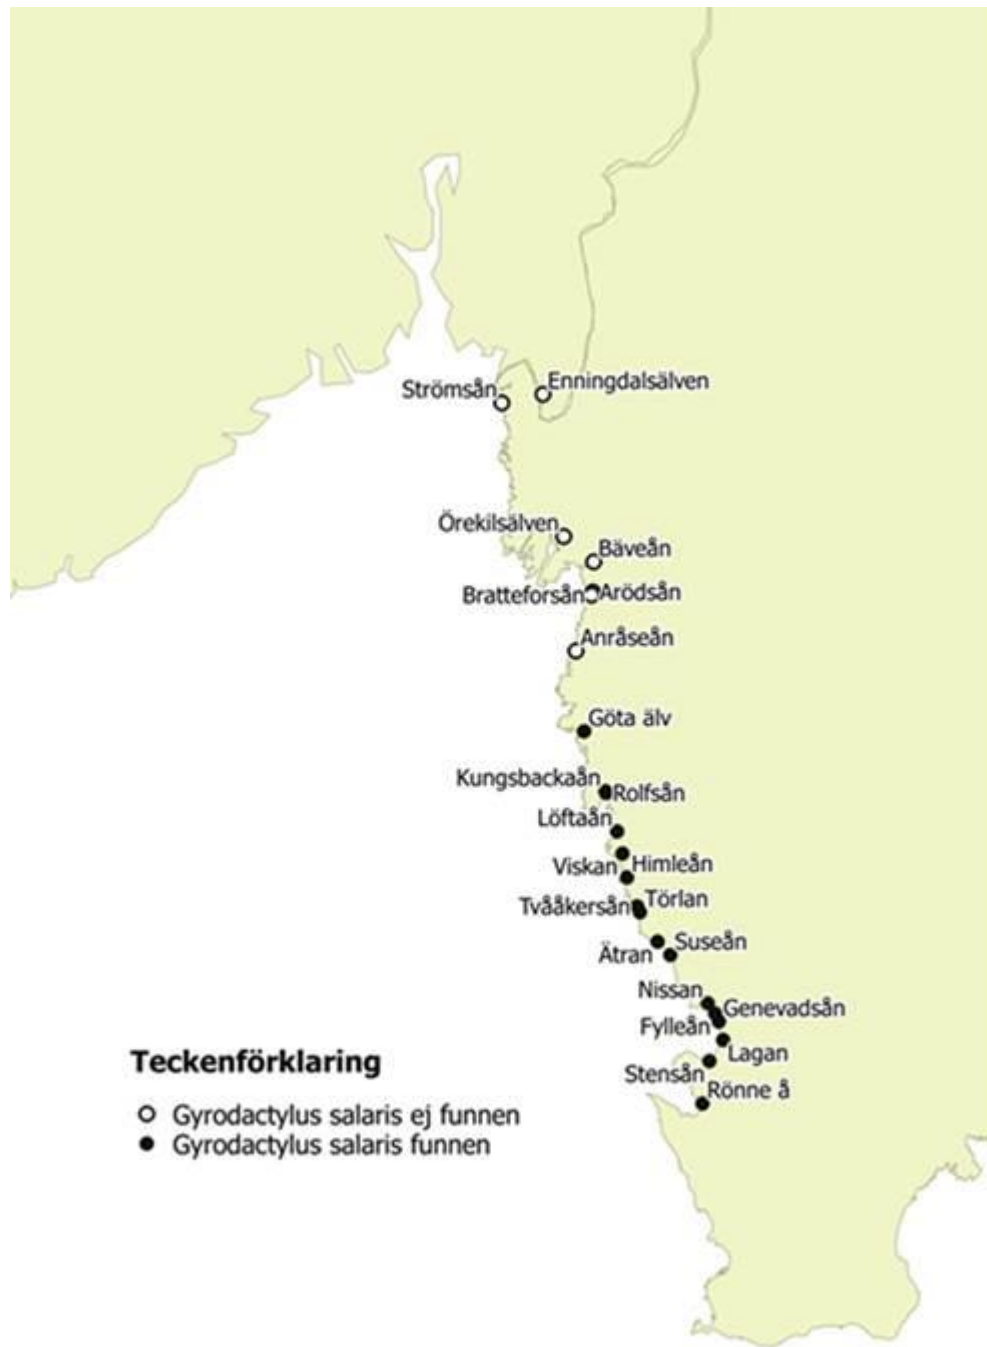 Enningdalsälven
Strömsån
Örekilsälven
Bäveån
Bratteforsån
Arödsån
Anråseån
Göta älv
Kungsbackaån
Rolfsån
Löftaån
Viskan
Himleån
Törlan
Tvååkersån
Suseån
Ätran
Nissan
Genevadsån
Fylleån
Lagan
Stensån
Rönne å
Teckenförklaring
Gyrodactylus salaris ej funnen
Gyrodactylus salaris funnen